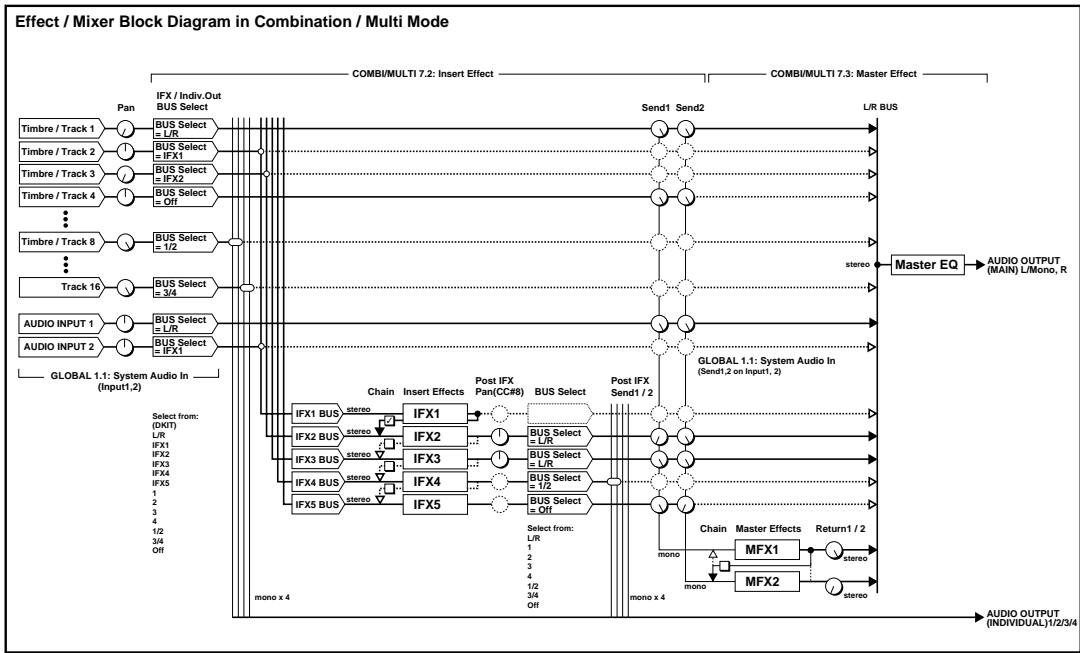 Effect / Mixer Block Diagram in Combination / Multi Mode
COMBI/MULTI 7.2: Insert Effect
COMBI/MULTI 7.3: Master Effect
Pan
IFX / Indiv.Out
BUS Select
Send1 Send2
L/R BUS
Timbre / Track 1
BUS Select
= L/R
Timbre / Track 2
BUS Select
= IFX1
Timbre / Track 3
BUS Select
= IFX2
Timbre / Track 4
BUS Select
= Off
Timbre / Track 8
BUS Select
= 1/2
Track 16
BUS Select
= 3/4
stereo
Master EQ
AUDIO OUTPUT
(MAIN) L/Mono, R
AUDIO INPUT 1
BUS Select
= L/R
AUDIO INPUT 2
BUS Select
= IFX1
GLOBAL 1.1: System Audio In
(Input1,2)
GLOBAL 1.1: System Audio In
(Send1,2 on Input1, 2)
Chain
Insert Effects
Post IFX
Pan(CC#8)
BUS Select
Post IFX
Send1 / 2
IFX1 BUS
stereo
IFX1
IFX2 BUS
stereo
IFX2
BUS Select
= L/R
IFX3 BUS
stereo
IFX3
BUS Select
= L/R
IFX4 BUS
stereo
IFX4
BUS Select
= 1/2
IFX5 BUS
stereo
IFX5
BUS Select
= Off
Select from:
(DKIT)
L/R
IFX1
IFX2
IFX3
IFX4
IFX5
1
2
3
4
1/2
3/4
Off
Select from:
L/R
1
2
3
4
1/2
3/4
Off
Chain
Master Effects
Return1 / 2
mono
MFX1
stereo
mono
MFX2
stereo
mono x 4
mono x 4
AUDIO OUTPUT
(INDIVIDUAL)1/2/3/4